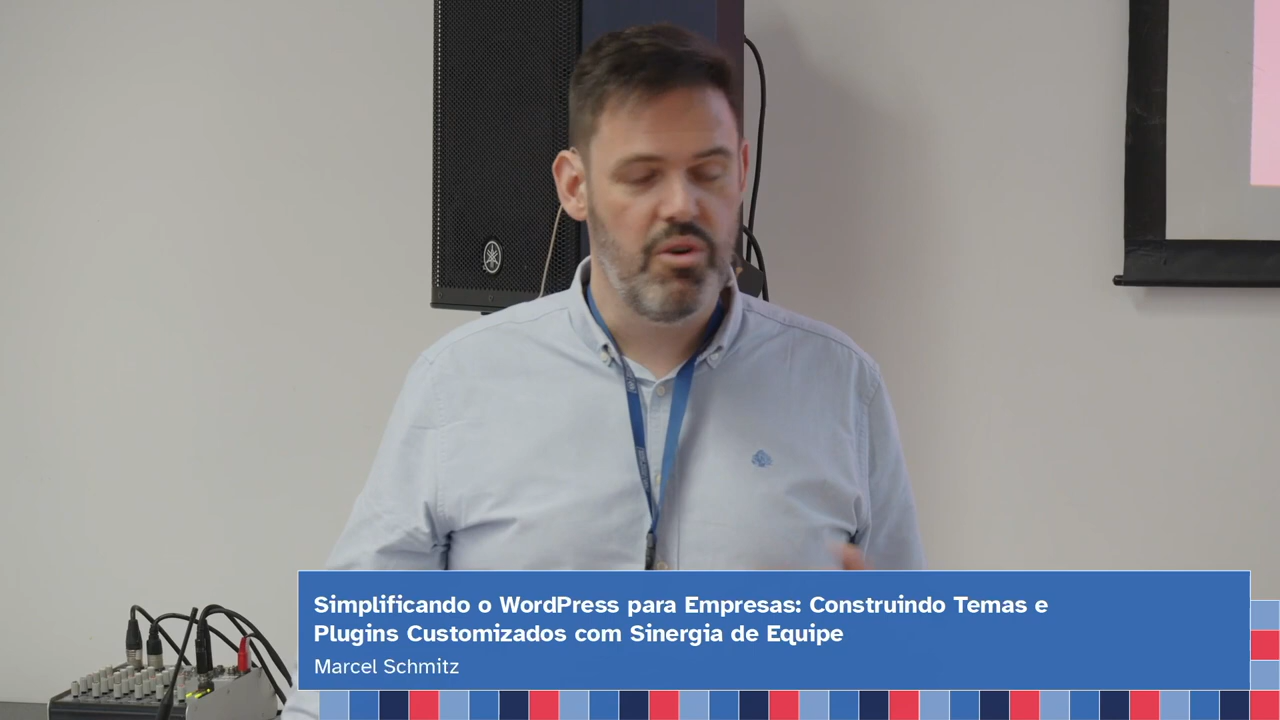 Simplificando o WordPress para Empresas: Construindo Temas e
Plugins Customizados com Sinergia de Equipe
Marcel Schmitz